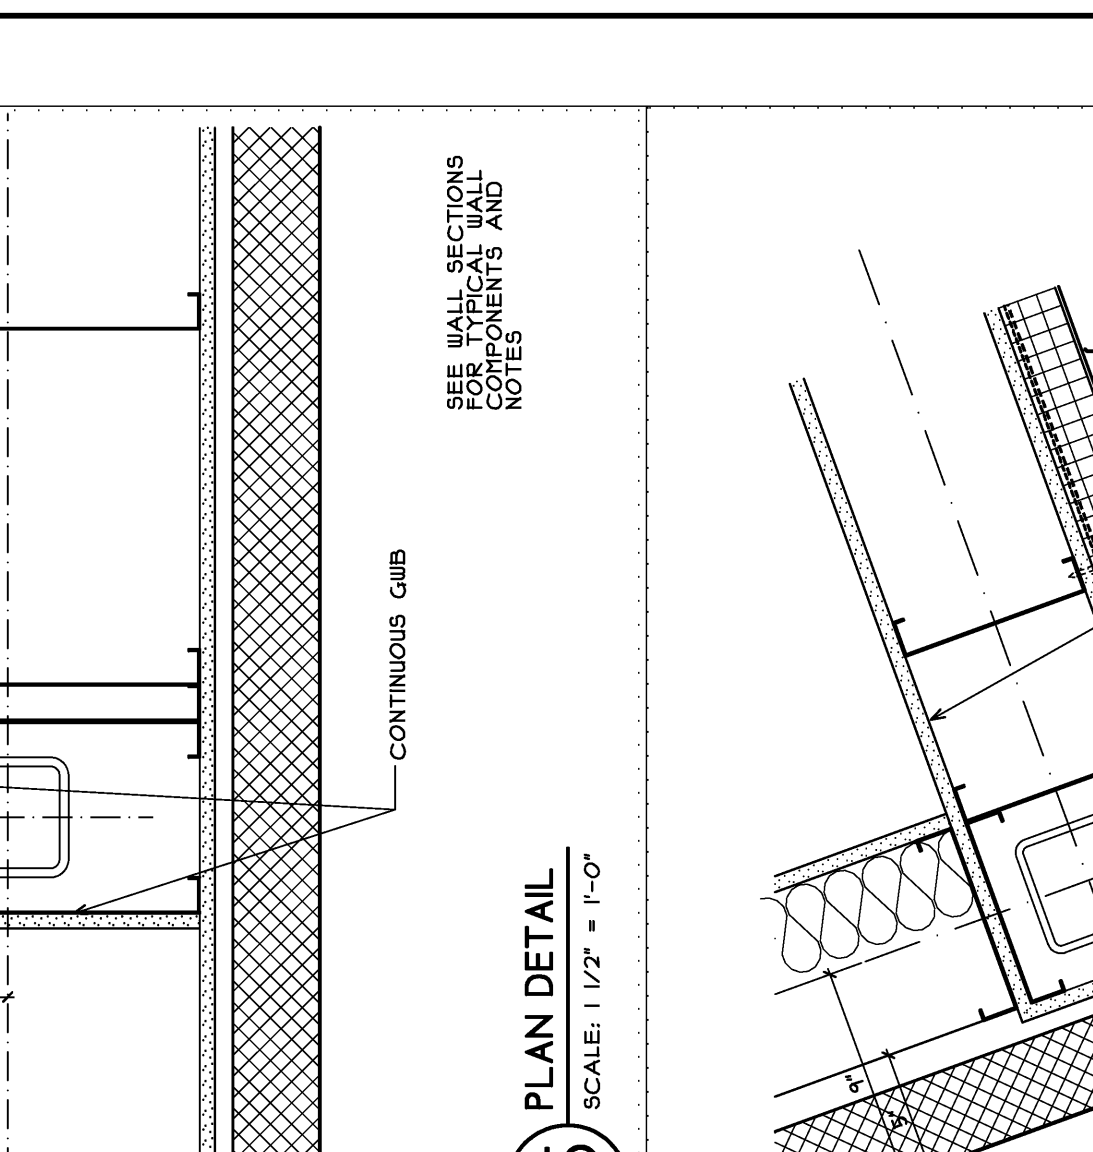 SEE WALL SECTIONS
FOR TYPICAL WALL
COMPONENTS AND
NOTES
CONTINUOUS GWB
PLAN DETAIL
SCALE: 1 1/2" = 1'-0"
9"
5"